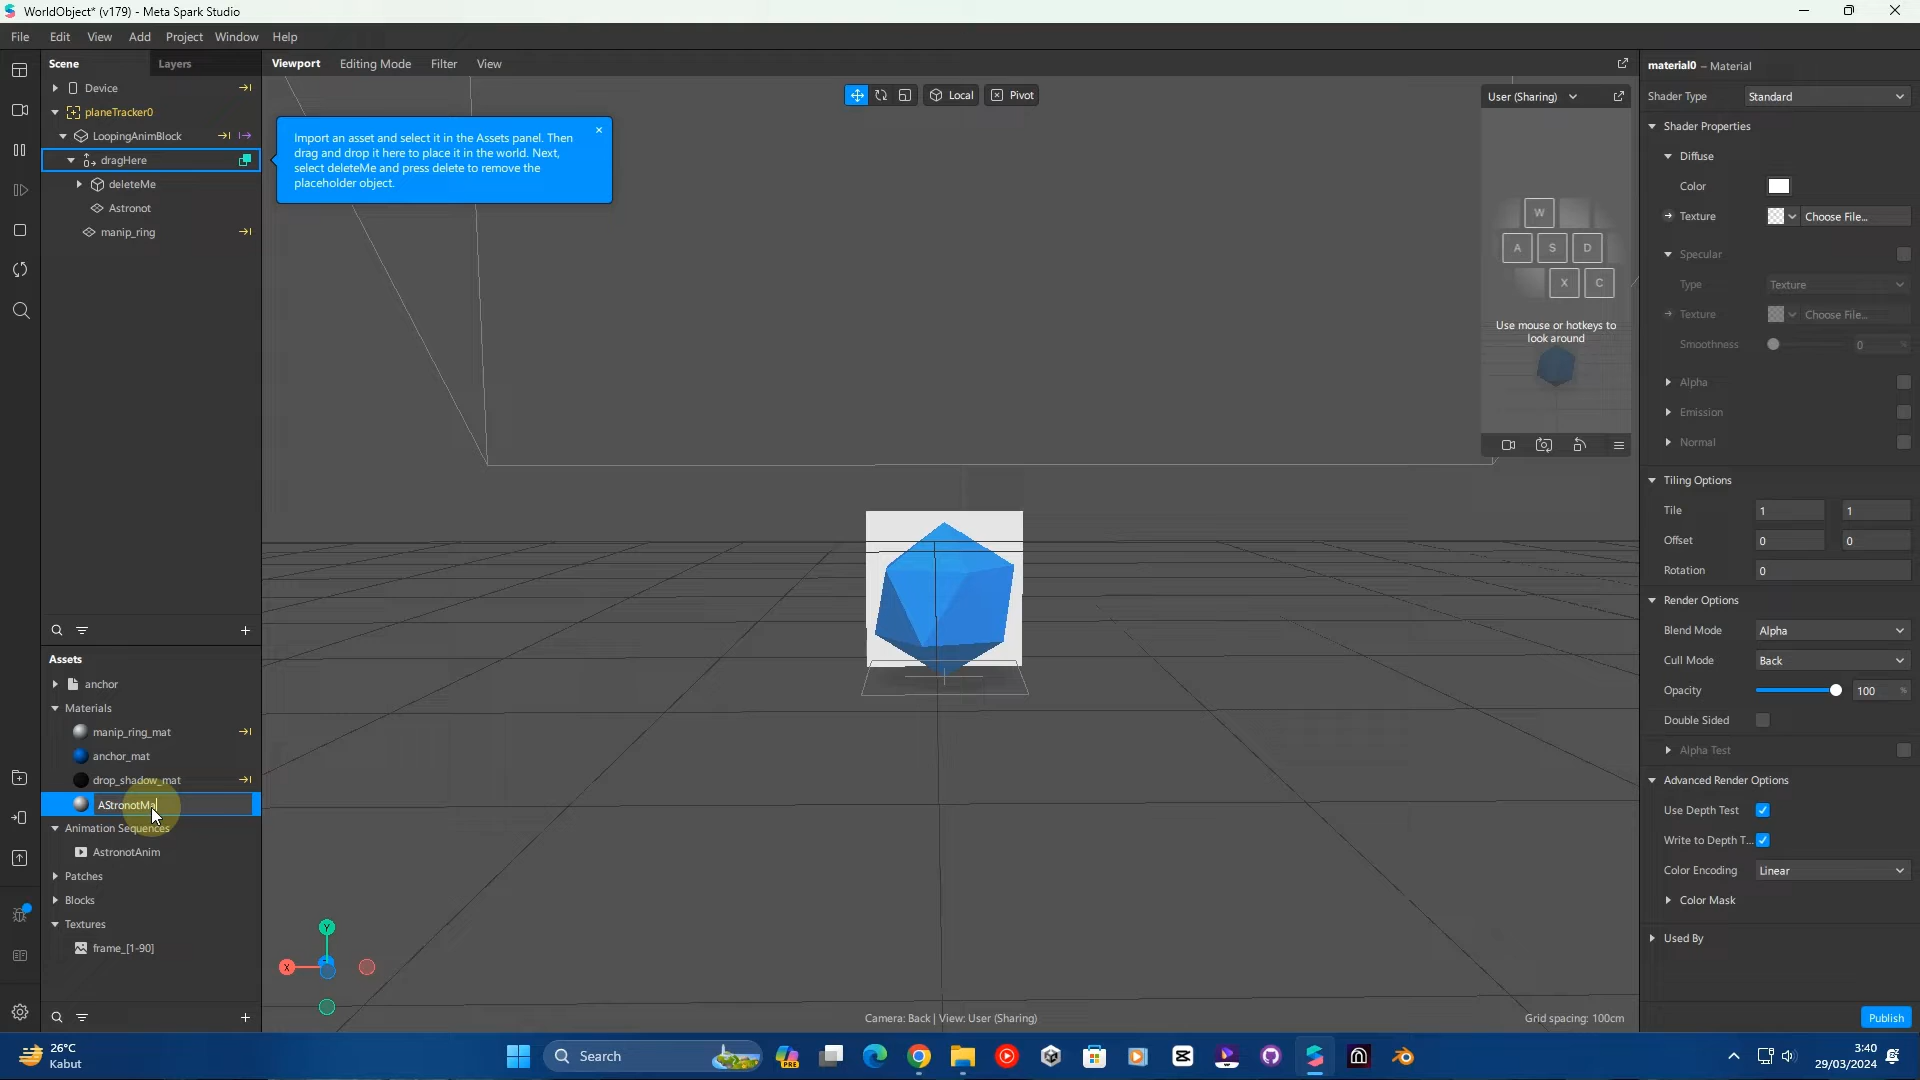 WorldObject* (v179) - Meta Spark Studio
File Edit View Add Project Window Help
Scene Layers
Viewport Editing Mode Filter View
Device
planeTracker0
LoopingAnimBlock
dragHere
deleteMe
Astronot
manip_ring
Import an asset and select it in the Assets panel. Then
drag and drop it here to place it in the world. Next,
select deleteMe and press delete to remove the
placeholder object.
Local Pivot
User (Sharing)
W
A S D
X C
Use mouse or hotkeys to
look around
Assets
anchor
Materials
manip_ring_mat
anchor_mat
drop_shadow_mat
AStronotMa
Animation Sequences
AstronotAnim
Patches
Blocks
Textures
frame_[1-90]
Y
X
Camera: Back | View: User (Sharing)
Grid spacing: 100cm
material0 – Material
Shader Type Standard
Shader Properties
Diffuse
Color
Texture Choose File...
Specular
Type Texture
Texture Choose File...
Smoothness 0 %
Alpha
Emission
Normal
Tiling Options
Tile 1 1
Offset 0 0
Rotation 0
Render Options
Blend Mode Alpha
Cull Mode Back
Opacity 100 %
Double Sided
Alpha Test
Advanced Render Options
Use Depth Test
Write to Depth T...
Color Encoding Linear
Color Mask
Used By
Publish
26°C
Kabut
Search
PRE
3:40
29/03/2024